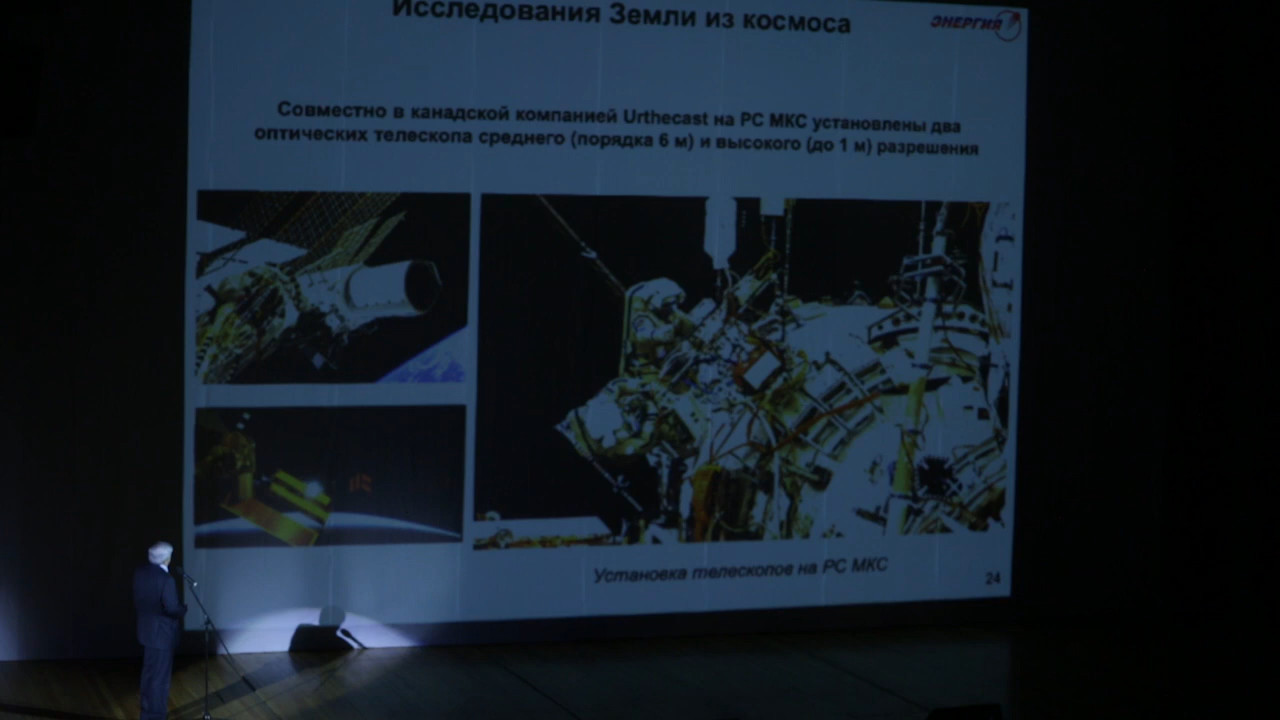 Исследования Земли из космоса
ЭНЕРГИЯ
Совместно в канадской компанией Urthecast на РС МКС установлены два
оптических телескопа среднего (порядка 6 м) и высокого (до 1 м) разрешения
Установка телескопов на РС МКС
24